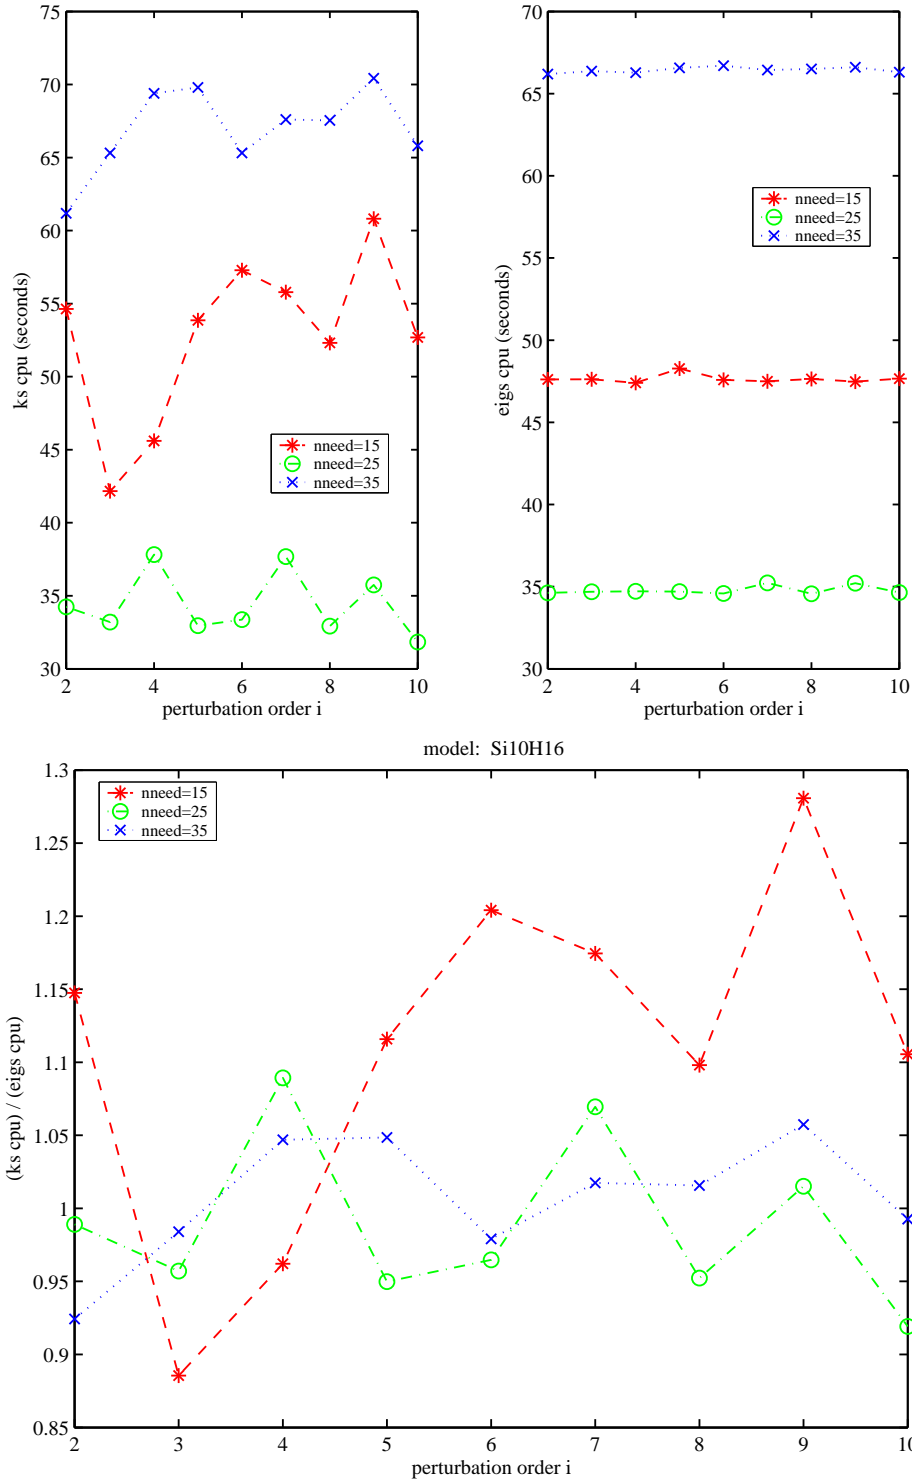 75
70
65
60
55
50
45
40
35
30
ks cpu (seconds)
nneed=15
nneed=25
nneed=35
2 4 6 8 10
perturbation order i
70
65
60
55
50
45
40
35
30
eigs cpu (seconds)
nneed=15
nneed=25
nneed=35
2 4 6 8 10
perturbation order i
model: Si10H16
1.3
1.25
1.2
1.15
1.1
1.05
1
0.95
0.9
0.85
(ks cpu) / (eigs cpu)
nneed=15
nneed=25
nneed=35
2 3 4 5 6 7 8 9 10
perturbation order i